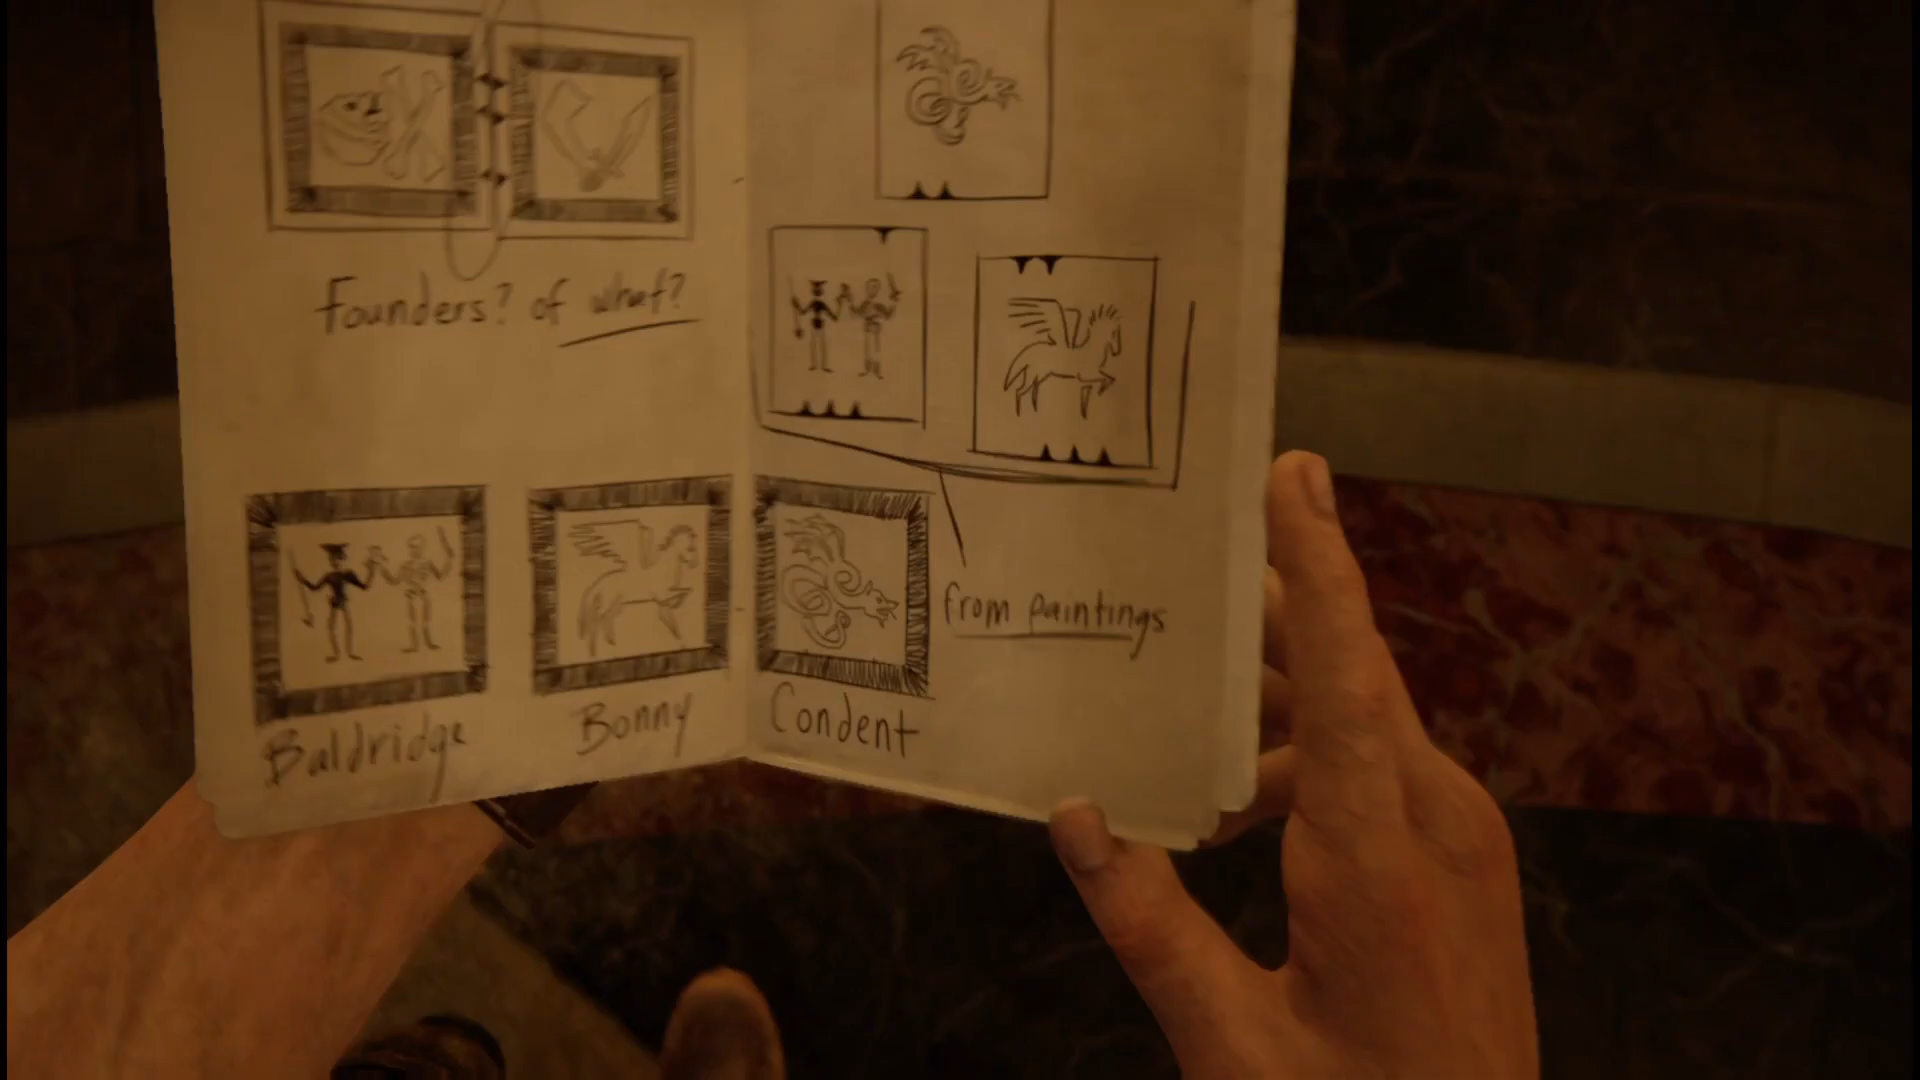 Founders? of what?
from paintings
Baldridge
Bonny
Condent